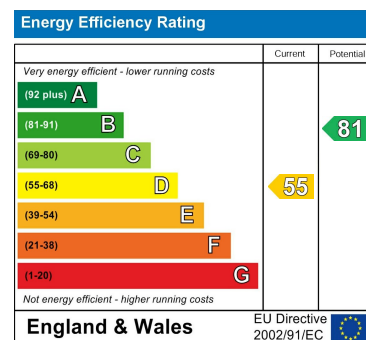 Energy Efficiency Rating
Current Potential
Very energy efficient - lower running costs
(92 plus) A
(81-91) B
81
(69-80) C
(55-68) D
55
(39-54) E
(21-38) F
(1-20) G
Not energy efficient - higher running costs
England & Wales
EU Directive
2002/91/EC